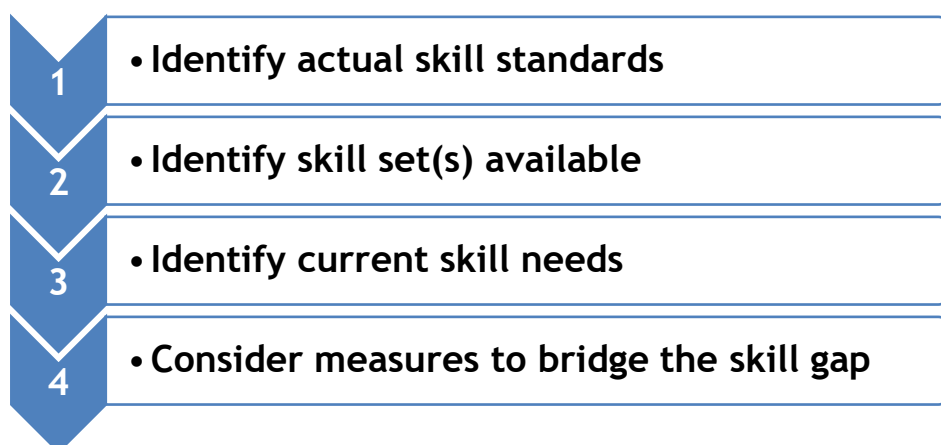 1 • Identify actual skill standards
2 • Identify skill set(s) available
3 • Identify current skill needs
4 • Consider measures to bridge the skill gap